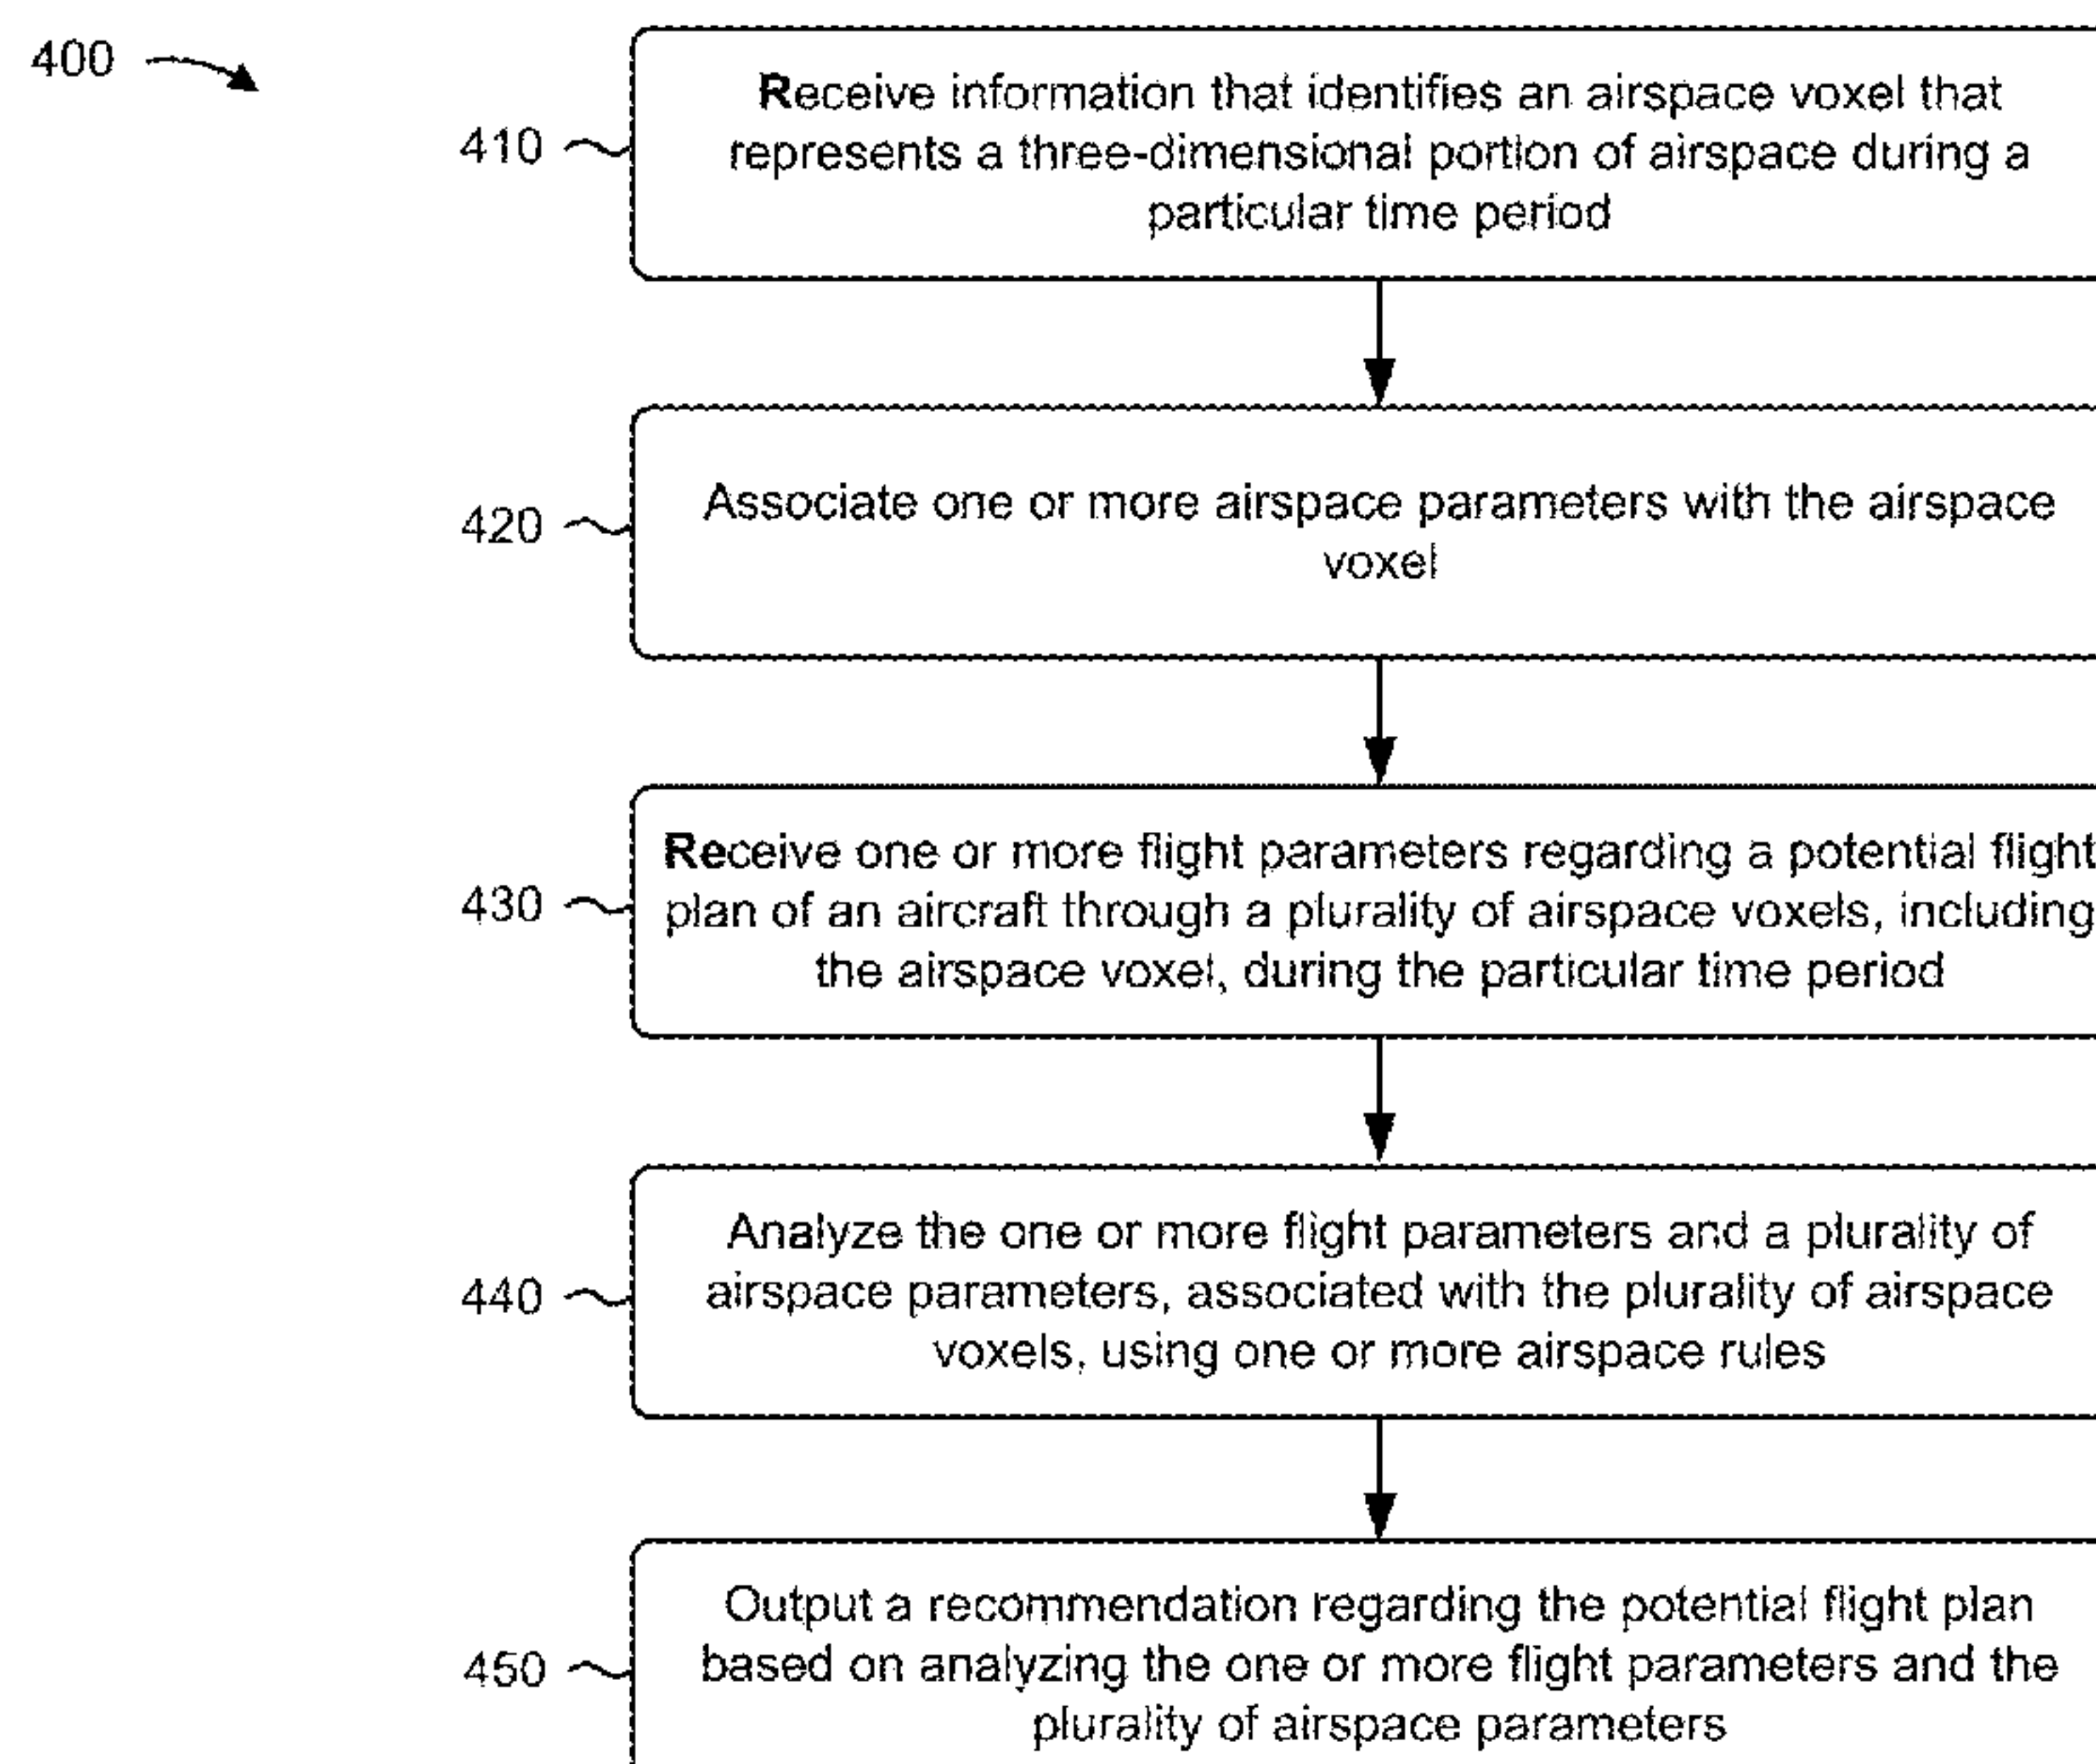 400
410
Receive information that identifies an airspace voxel that
represents a three-dimensional portion of airspace during a
particular time period
420
Associate one or more airspace parameters with the airspace
voxel
430
Receive one or more flight parameters regarding a potential flight
plan of an aircraft through a plurality of airspace voxels, including
the airspace voxel, during the particular time period
440
Analyze the one or more flight parameters and a plurality of
airspace parameters, associated with the plurality of airspace
voxels, using one or more airspace rules
450
Output a recommendation regarding the potential flight plan
based on analyzing the one or more flight parameters and the
plurality of airspace parameters